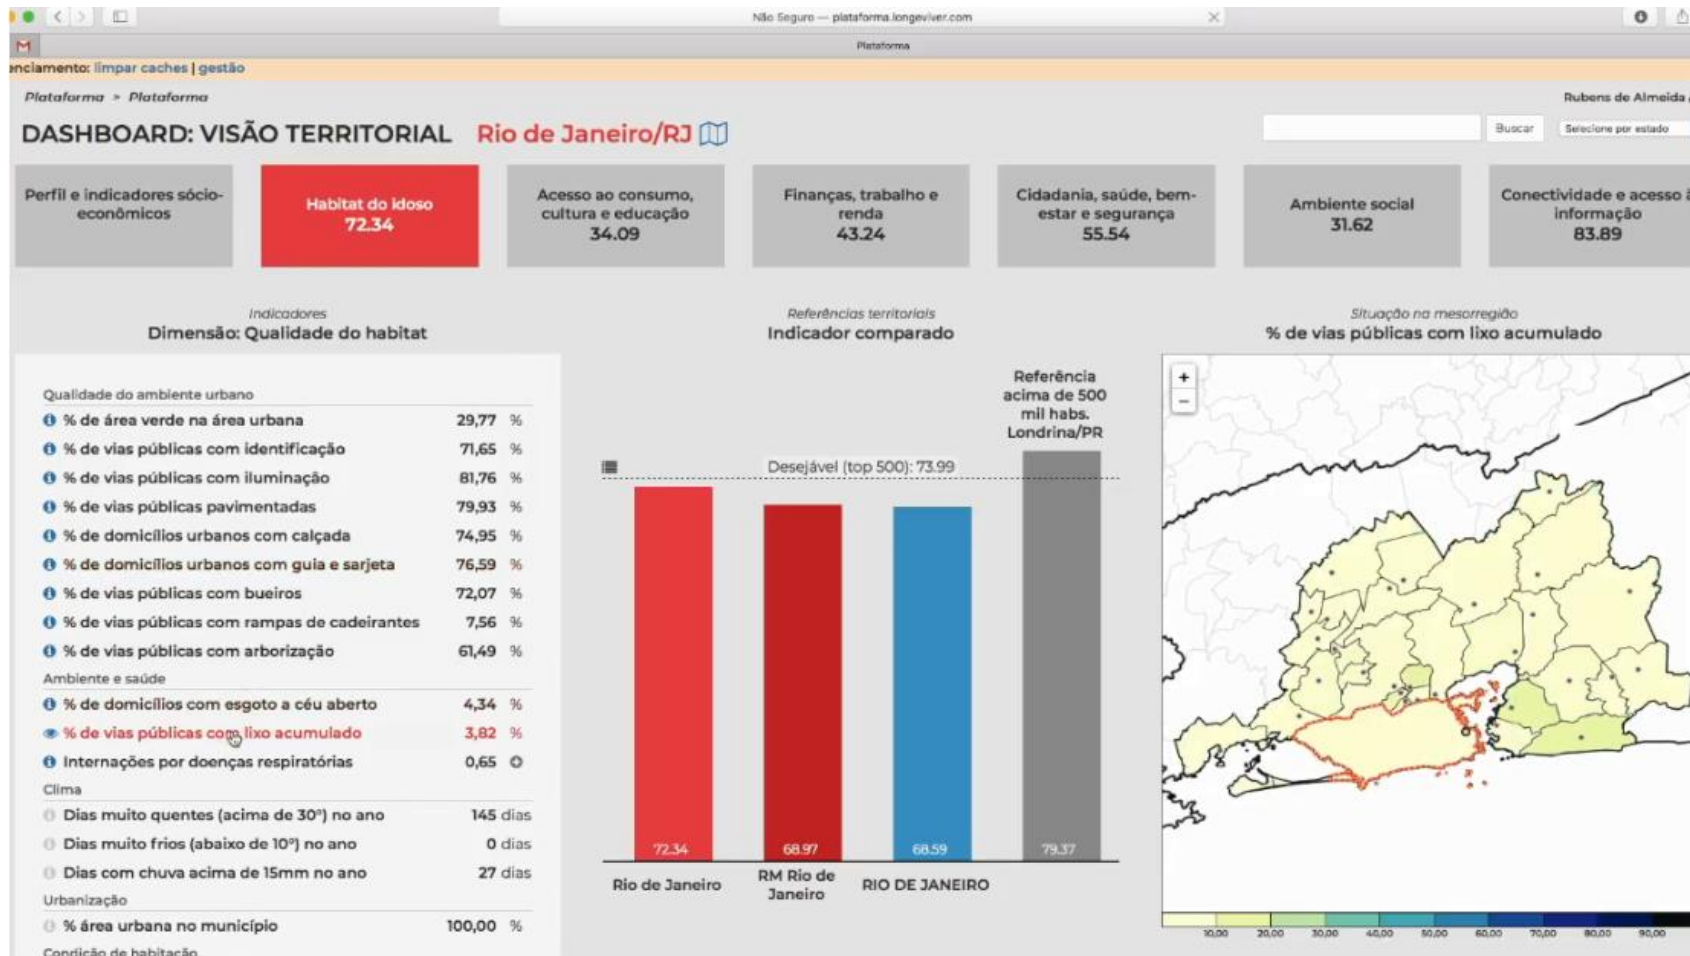 Não Seguro — plataforma.longeviver.com
Plataforma
enciamento: limpar caches | gestão
Plataforma > Plataforma
Rubens de Almeida
DASHBOARD: VISÃO TERRITORIAL Rio de Janeiro/RJ
Buscar
Selecione por estado
Perfil e indicadores sócio-
econômicos
Habitat do idoso
72.34
Acesso ao consumo,
cultura e educação
34.09
Finanças, trabalho e
renda
43.24
Cidadania, saúde, bem-
estar e segurança
55.54
Ambiente social
31.62
Conectividade e acesso à
informação
83.89
Indicadores
Dimensão: Qualidade do habitat
Qualidade do ambiente urbano
% de área verde na área urbana 29,77 %
% de vias públicas com identificação 71,65 %
% de vias públicas com iluminação 81,76 %
% de vias públicas pavimentadas 79,93 %
% de domicílios urbanos com calçada 74,95 %
% de domicílios urbanos com guia e sarjeta 76,59 %
% de vias públicas com bueiros 72,07 %
% de vias públicas com rampas de cadeirantes 7,56 %
% de vias públicas com arborização 61,49 %
Ambiente e saúde
% de domicílios com esgoto a céu aberto 4,34 %
% de vias públicas com lixo acumulado 3,82 %
Internações por doenças respiratórias 0,65
Clima
Dias muito quentes (acima de 30º) no ano 145 dias
Dias muito frios (abaixo de 10º) no ano 0 dias
Dias com chuva acima de 15mm no ano 27 dias
Urbanização
% área urbana no município 100,00 %
Condição de habitação
Referências territoriais
Indicador comparado
Referência
acima de 500
mil habs.
Londrina/PR
Desejável (top 500): 73.99
72.34 68.97 68.59 79.37
Rio de Janeiro
RM Rio de
Janeiro
RIO DE JANEIRO
Situação na mesorregião
% de vias públicas com lixo acumulado
+
−
10,00 20,00 30,00 40,00 50,00 60,00 70,00 80,00 90,00